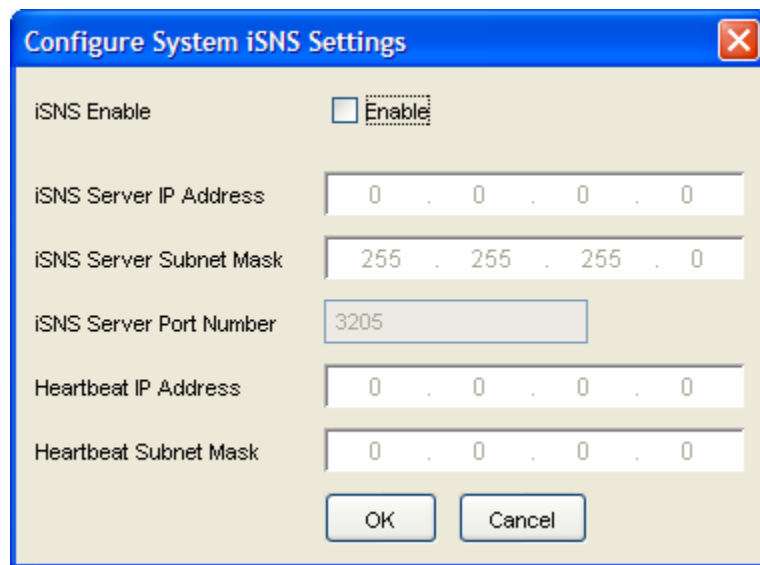 Configure System iSNS Settings
iSNS Enable Enable
iSNS Server IP Address 0 . 0 . 0 . 0
iSNS Server Subnet Mask 255 . 255 . 255 . 0
iSNS Server Port Number 3205
Heartbeat IP Address 0 . 0 . 0 . 0
Heartbeat Subnet Mask 0 . 0 . 0 . 0
OK Cancel